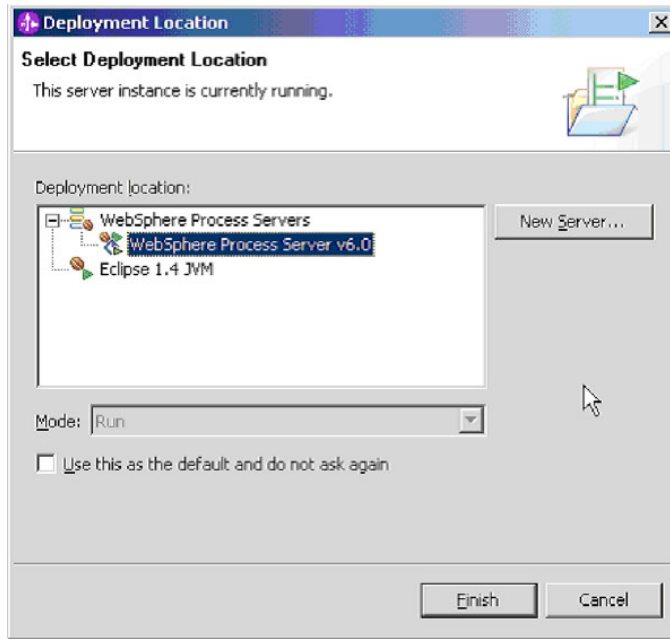 Deployment Location
Select Deployment Location
This server instance is currently running.
Deployment location:
WebSphere Process Servers
WebSphere Process Server v6.0
Eclipse 1.4 JVM
New Server...
Mode: Run
Use this as the default and do not ask again
Finish Cancel